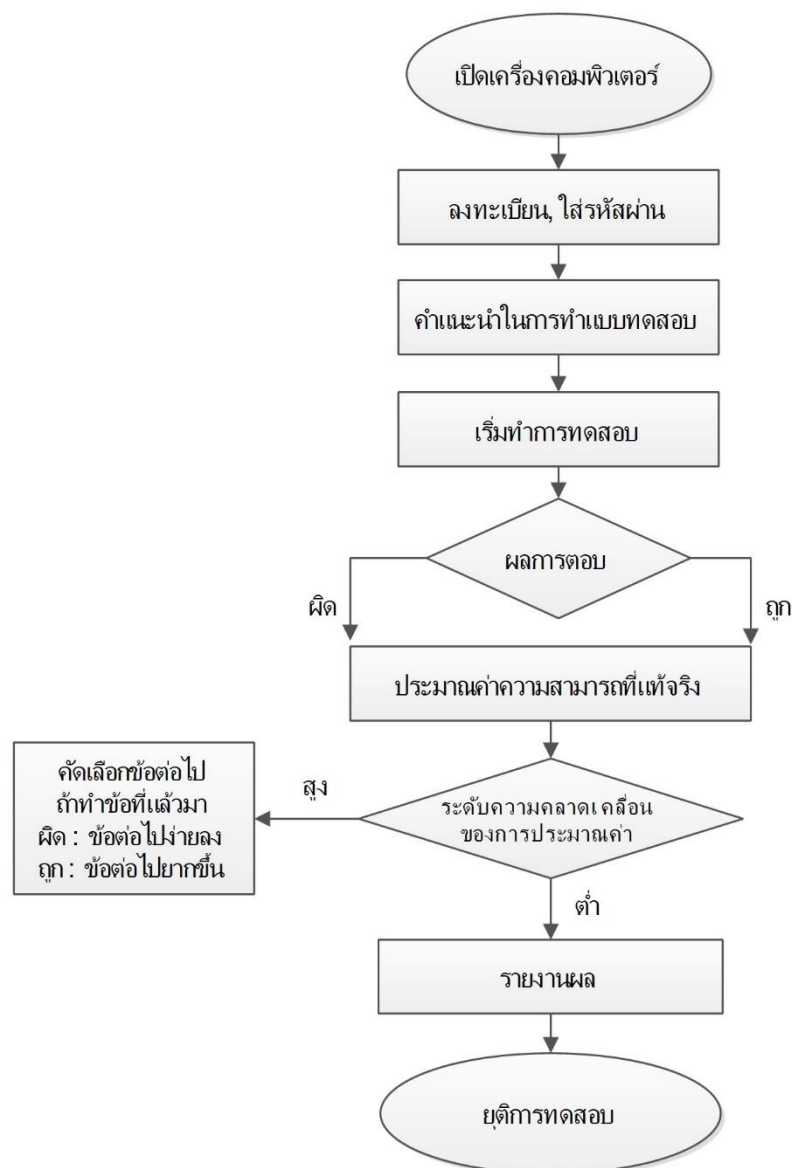 เปิดเครื่องคอมพิวเตอร์
ลงทะเบียน, ใส่รหัสผ่าน
คำแนะนำในการทำแบบทดสอบ
เริ่มทำการทดสอบ
ผลการตอบ
ผิด
ถูก
ประมาณค่าความสามารถที่แท้จริง
คัดเลือกข้อต่อไป
ถ้าทำข้อที่แล้วมา
ผิด : ข้อต่อไปง่ายลง
ถูก : ข้อต่อไปยากขึ้น
สูง
ระดับความคลาดเคลื่อน
ของการประมาณค่า
ต่ำ
รายงานผล
ยุติการทดสอบ